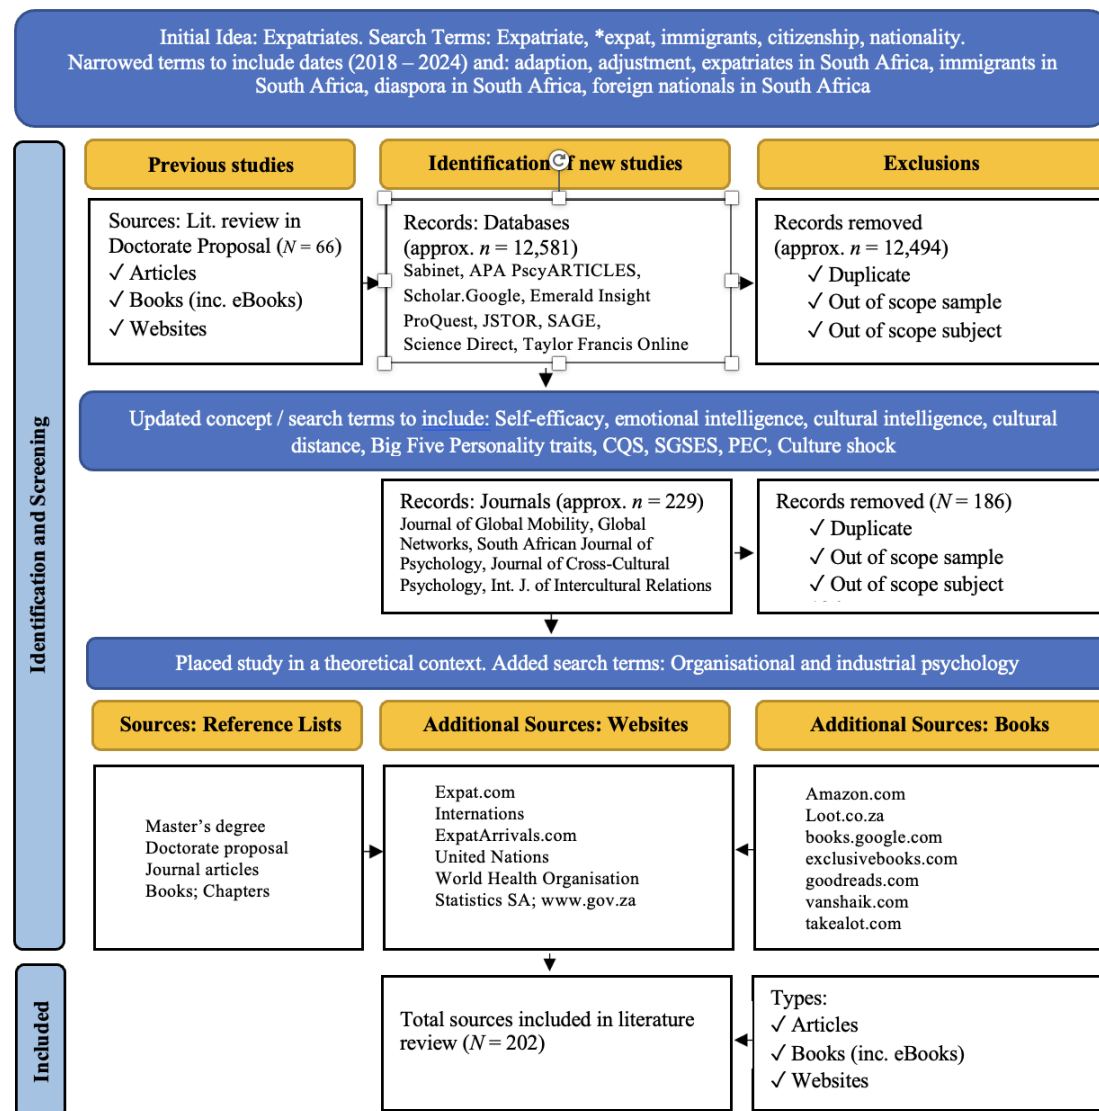 Initial Idea: Expatriates. Search Terms: Expatriate, *expat, immigrants, citizenship, nationality.
Narrowed terms to include dates (2018 – 2024) and: adaption, adjustment, expatriates in South Africa, immigrants in
South Africa, diaspora in South Africa, foreign nationals in South Africa
Identification and Screening
Previous studies
Identification of new studies
Exclusions
Sources: Lit. review in
Doctorate Proposal (N = 66)
✓ Articles
✓ Books (inc. eBooks)
✓ Websites
Records: Databases
(approx. n = 12,581)
Sabinet, APA PscyARTICLES,
Scholar.Google, Emerald Insight
ProQuest, JSTOR, SAGE,
Science Direct, Taylor Francis Online
Records removed
(approx. n = 12,494)
✓ Duplicate
✓ Out of scope sample
✓ Out of scope subject
Updated concept / search terms to include: Self-efficacy, emotional intelligence, cultural intelligence, cultural
distance, Big Five Personality traits, CQS, SGSES, PEC, Culture shock
Records: Journals (approx. n = 229)
Journal of Global Mobility, Global
Networks, South African Journal of
Psychology, Journal of Cross-Cultural
Psychology, Int. J. of Intercultural Relations
Records removed (N = 186)
✓ Duplicate
✓ Out of scope sample
✓ Out of scope subject
Placed study in a theoretical context. Added search terms: Organisational and industrial psychology
Sources: Reference Lists
Additional Sources: Websites
Additional Sources: Books
Master's degree
Doctorate proposal
Journal articles
Books; Chapters
Expat.com
Internations
ExpatArrivals.com
United Nations
World Health Organisation
Statistics SA; www.gov.za
Amazon.com
Loot.co.za
books.google.com
exclusivebooks.com
goodreads.com
vanshaik.com
takealot.com
Included
Total sources included in literature
review (N = 202)
Types:
✓ Articles
✓ Books (inc. eBooks)
✓ Websites